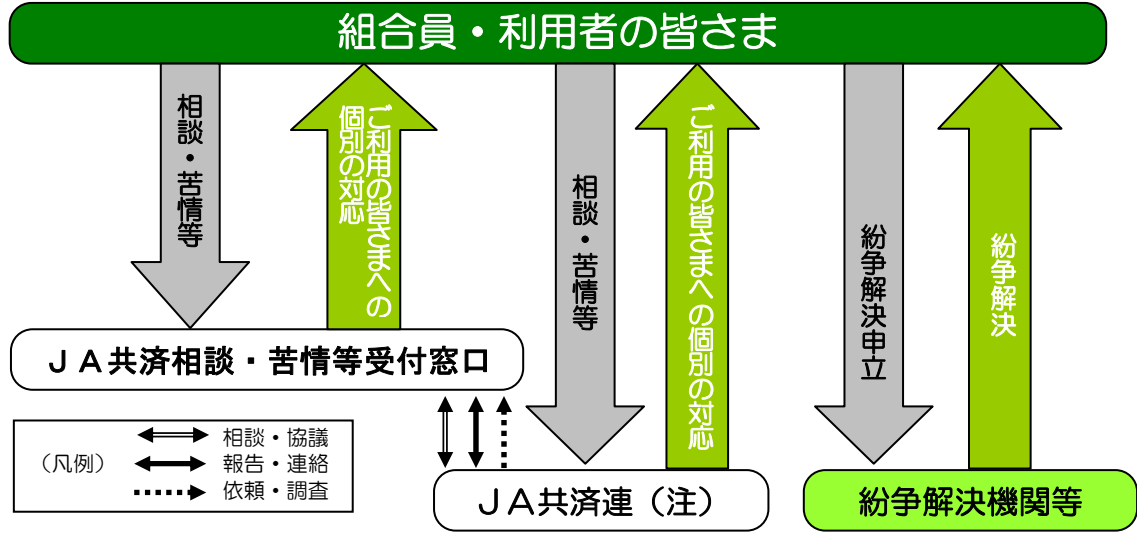 組合員・利用者の皆さま
相談・苦情等
ご利用の皆さまへの
個別の対応
相談・苦情等
ご利用の皆さまへの個別の対応
紛争解決申立
紛争解決
ＪＡ共済相談・苦情等受付窓口
（凡例）
相談・協議
報告・連絡
依頼・調査
ＪＡ共済連（注）
紛争解決機関等